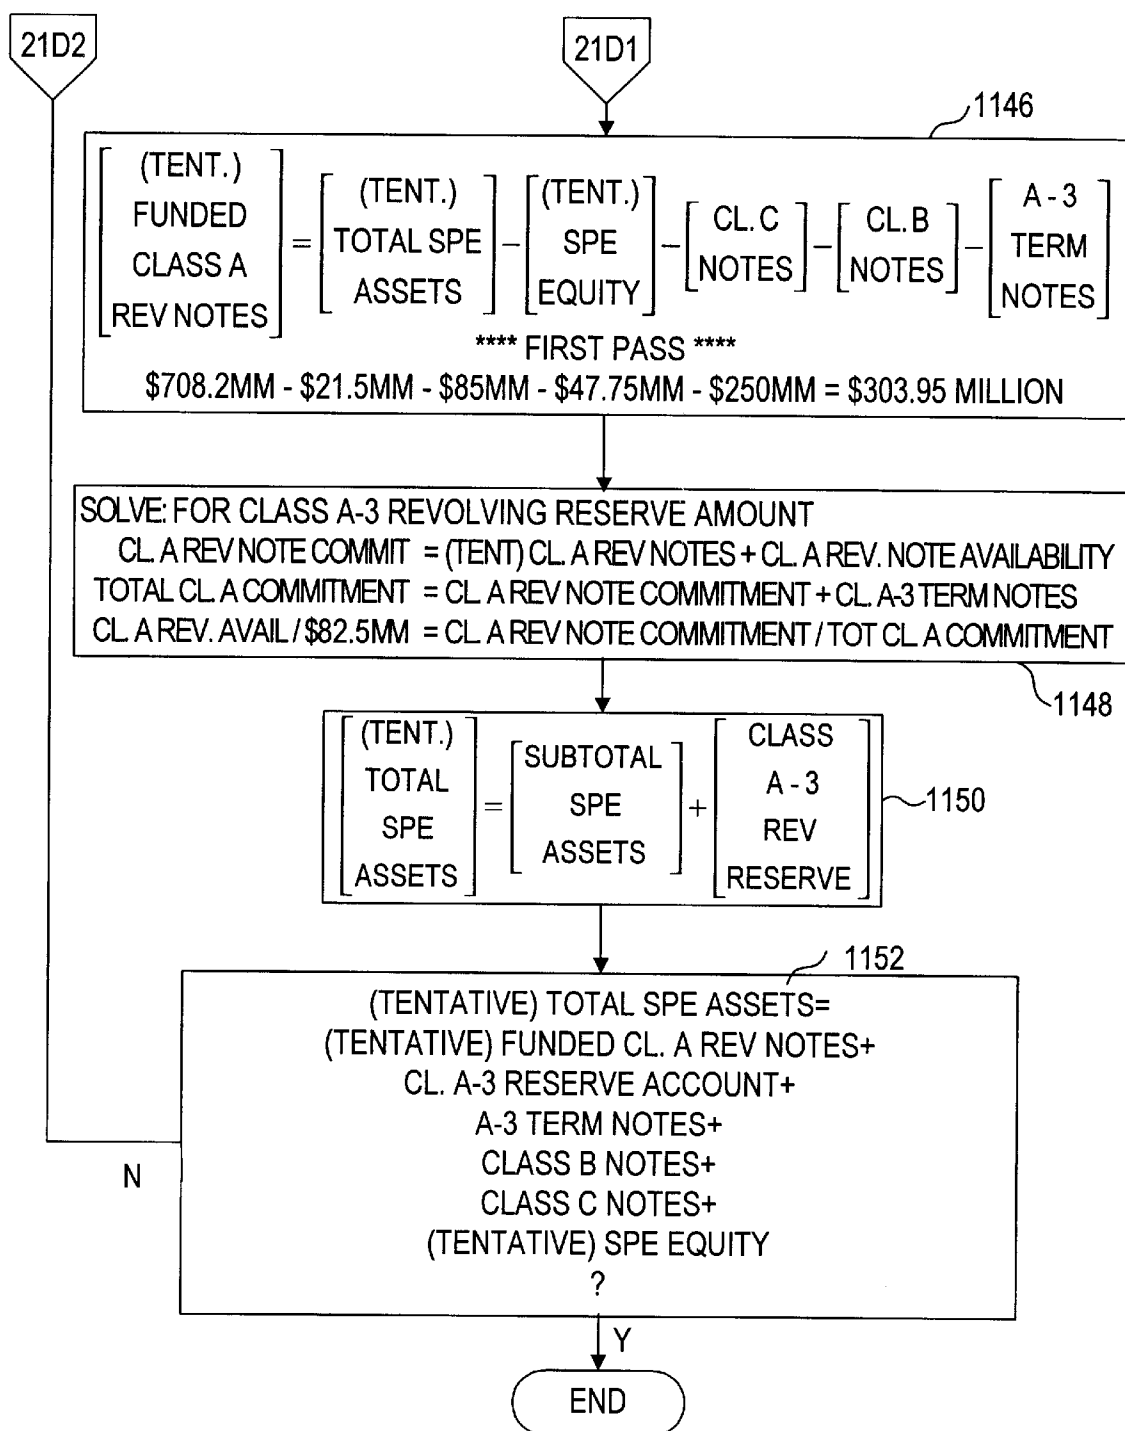 21D2
21D1
1146
(TENT.) FUNDED CLASS A REV NOTES = (TENT.) TOTAL SPE ASSETS - (TENT.) SPE EQUITY - CL. C NOTES - CL. B NOTES - A - 3 TERM NOTES
**** FIRST PASS ****
$708.2MM - $21.5MM - $85MM - $47.75MM - $250MM = $303.95 MILLION
SOLVE: FOR CLASS A-3 REVOLVING RESERVE AMOUNT
CL. A REV NOTE COMMIT = (TENT) CL. A REV NOTES + CL. A REV. NOTE AVAILABILITY
TOTAL CL. A COMMITMENT = CL. A REV NOTE COMMITMENT + CL. A-3 TERM NOTES
CL. A REV. AVAIL / $82.5MM = CL. A REV NOTE COMMITMENT / TOT CL. A COMMITMENT
1148
(TENT.) TOTAL SPE ASSETS = SUBTOTAL SPE ASSETS + CLASS A - 3 REV RESERVE
1150
1152
(TENTATIVE) TOTAL SPE ASSETS=
(TENTATIVE) FUNDED CL. A REV NOTES+
CL. A-3 RESERVE ACCOUNT+
A-3 TERM NOTES+
CLASS B NOTES+
CLASS C NOTES+
(TENTATIVE) SPE EQUITY
?
N
Y
END